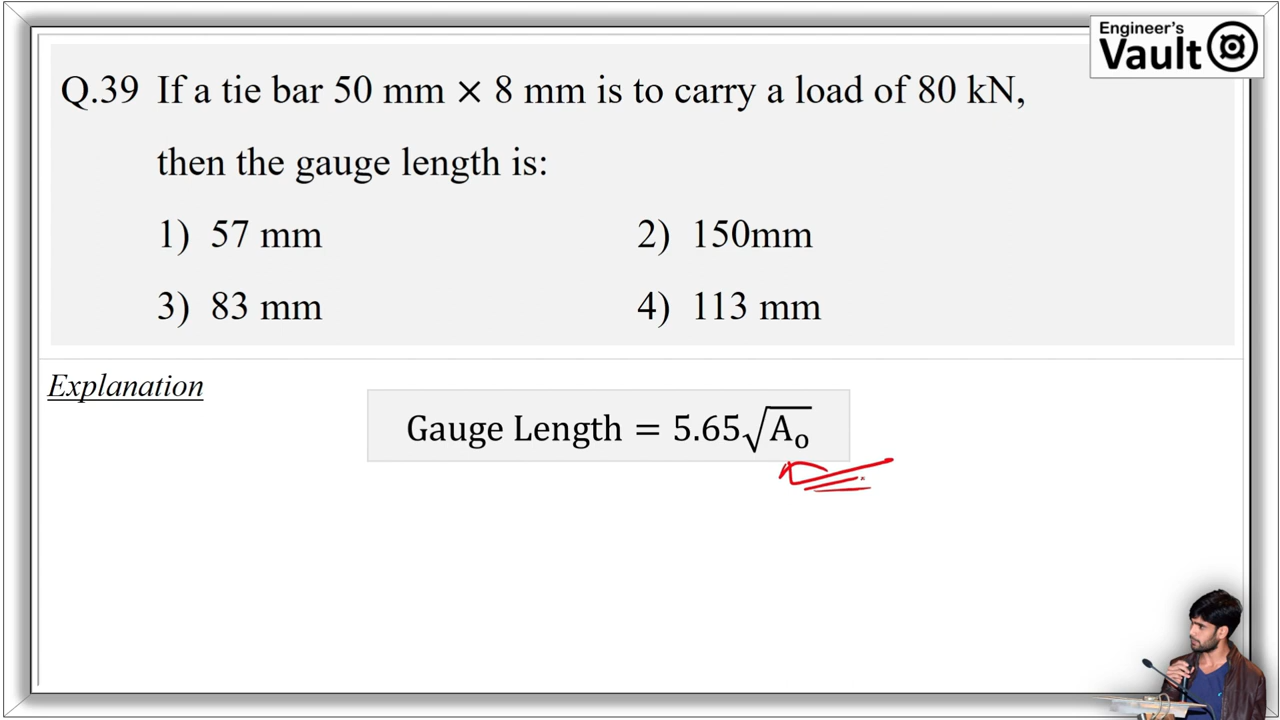 Engineer's
Vault
Q.39 If a tie bar 50 mm × 8 mm is to carry a load of 80 kN,
then the gauge length is:
1) 57 mm 2) 150mm
3) 83 mm 4) 113 mm
Explanation
Gauge Length = 5.65√A₀